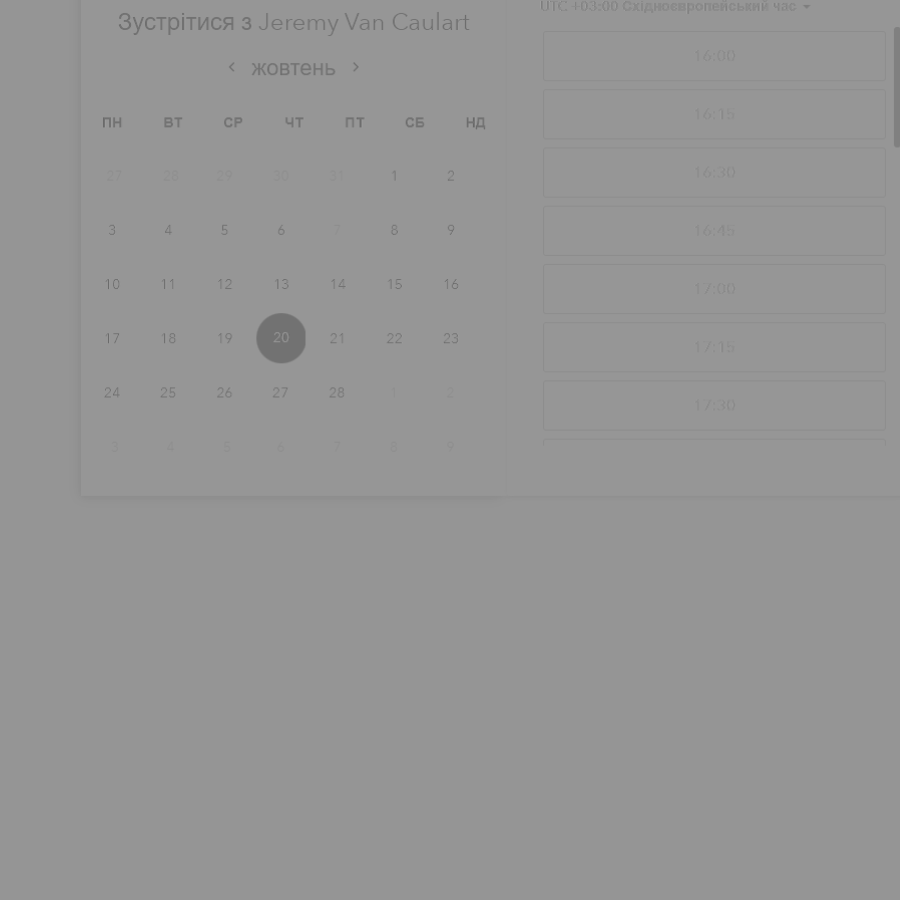 Зустрітися з Jeremy Van Caulart
жовтень
ПН ВТ СР ЧТ ПТ СБ НД
27 28 29 30 31 1 2
3 4 5 6 7 8 9
10 11 12 13 14 15 16
17 18 19 20 21 22 23
24 25 26 27 28 1 2
3 4 5 6 7 8 9
UTC +03:00 Східноєвропейський час
16:00
16:15
16:30
16:45
17:00
17:15
17:30